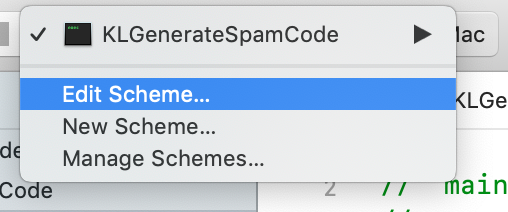 ✓ KLGenerateSpamCode ▶ Mac
Edit Scheme...
KLGe
New Scheme...
de
Manage Schemes...
Code
2 // main
//